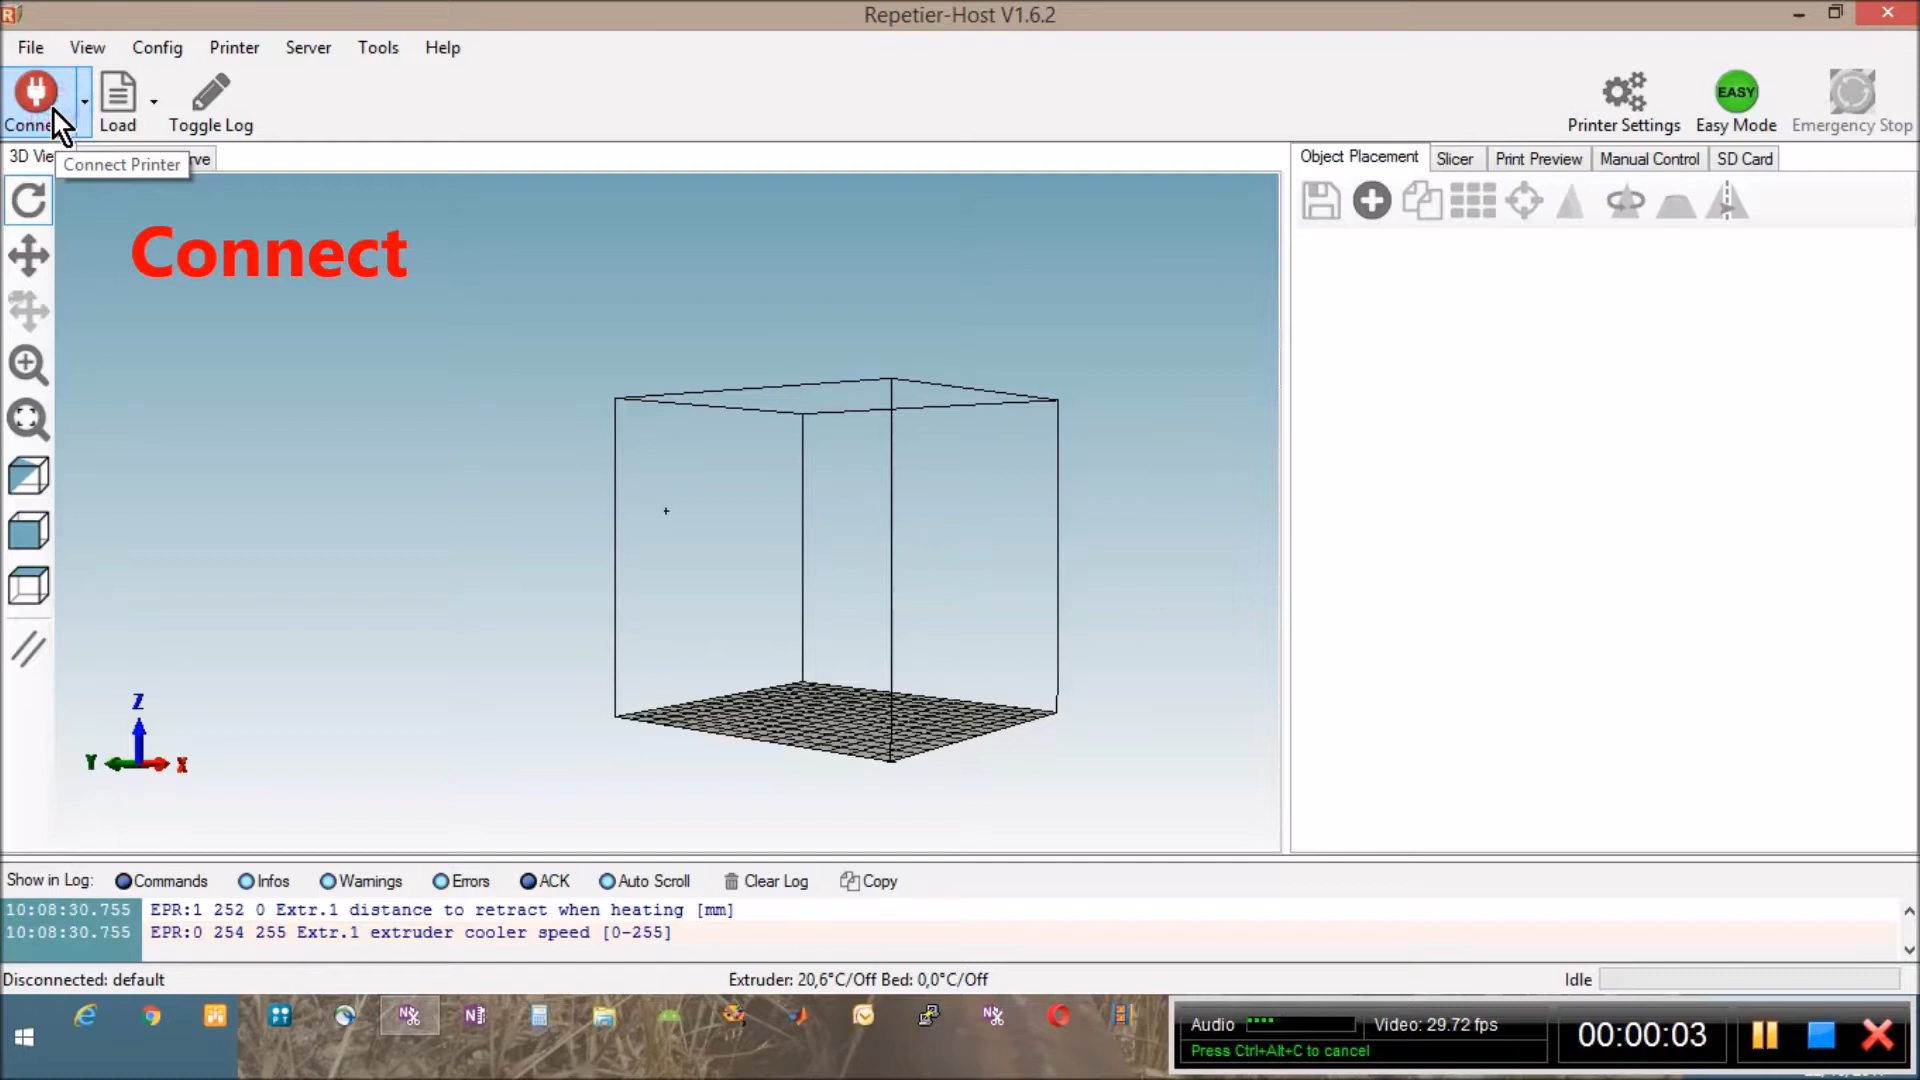 Repetier-Host V1.6.2
File View Config Printer Server Tools Help
Conne Load Toggle Log Printer Settings EASY Easy Mode Emergency Stop
3D Vie rve Object Placement Slicer Print Preview Manual Control SD Card
Connect Printer
Connect
Z
Y X
Show in Log: Commands Infos Warnings Errors ACK Auto Scroll Clear Log Copy
10:08:30.755 EPR:1 252 0 Extr.1 distance to retract when heating [mm]
10:08:30.755 EPR:0 254 255 Extr.1 extruder cooler speed [0-255]
Disconnected: default Extruder: 20,6°C/Off Bed: 0,0°C/Off Idle
Audio Video: 29.72 fps 00:00:03
Press Ctrl+Alt+C to cancel